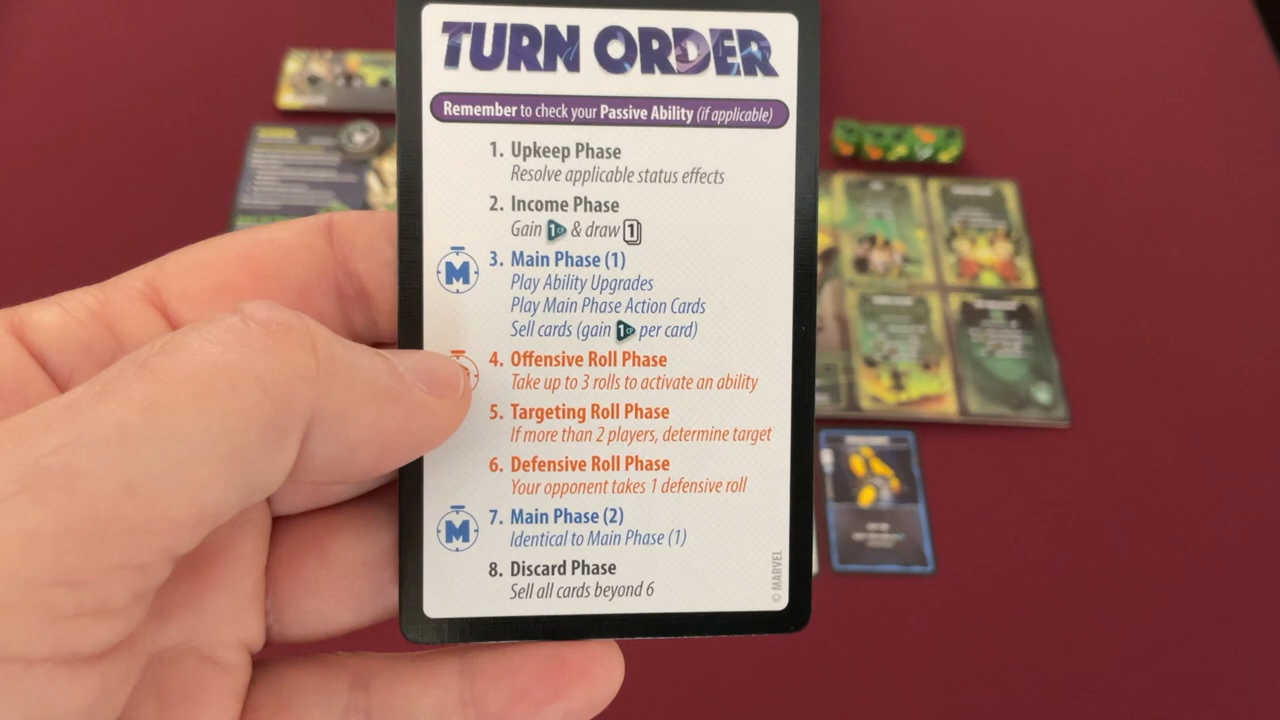 TURN ORDER
Remember to check your Passive Ability (if applicable)
1. Upkeep Phase
Resolve applicable status effects
2. Income Phase
Gain 1 CP & draw 1
M
3. Main Phase (1)
Play Ability Upgrades
Play Main Phase Action Cards
Sell cards (gain 1 CP per card)
4. Offensive Roll Phase
Take up to 3 rolls to activate an ability
5. Targeting Roll Phase
If more than 2 players, determine target
6. Defensive Roll Phase
Your opponent takes 1 defensive roll
M
7. Main Phase (2)
Identical to Main Phase (1)
8. Discard Phase
Sell all cards beyond 6
© MARVEL